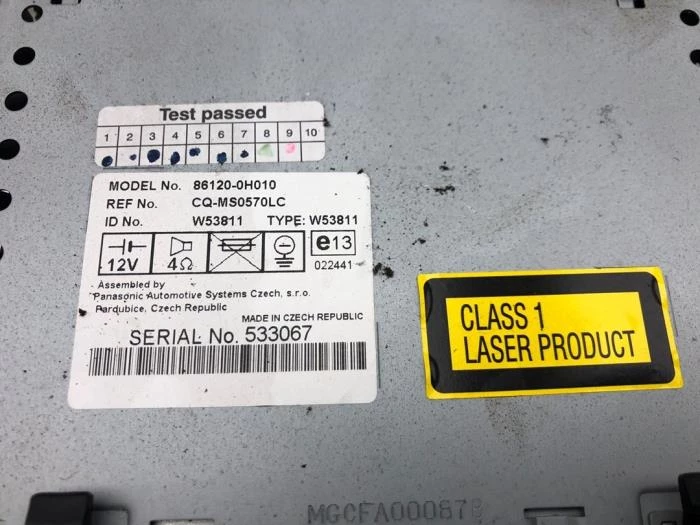 Test passed
1 2 3 4 5 6 7 8 9 10
MODEL No. 86120-0H010
REF No. CQ-MS0570LC
ID No. W53811 TYPE: W53811
12V 4Ω e13
022441
Assembled by
Panasonic Automotive Systems Czech, s.r.o.
Pardubice, Czech Republic
MADE IN CZECH REPUBLIC
SERIAL No. 533067
CLASS 1
LASER PRODUCT